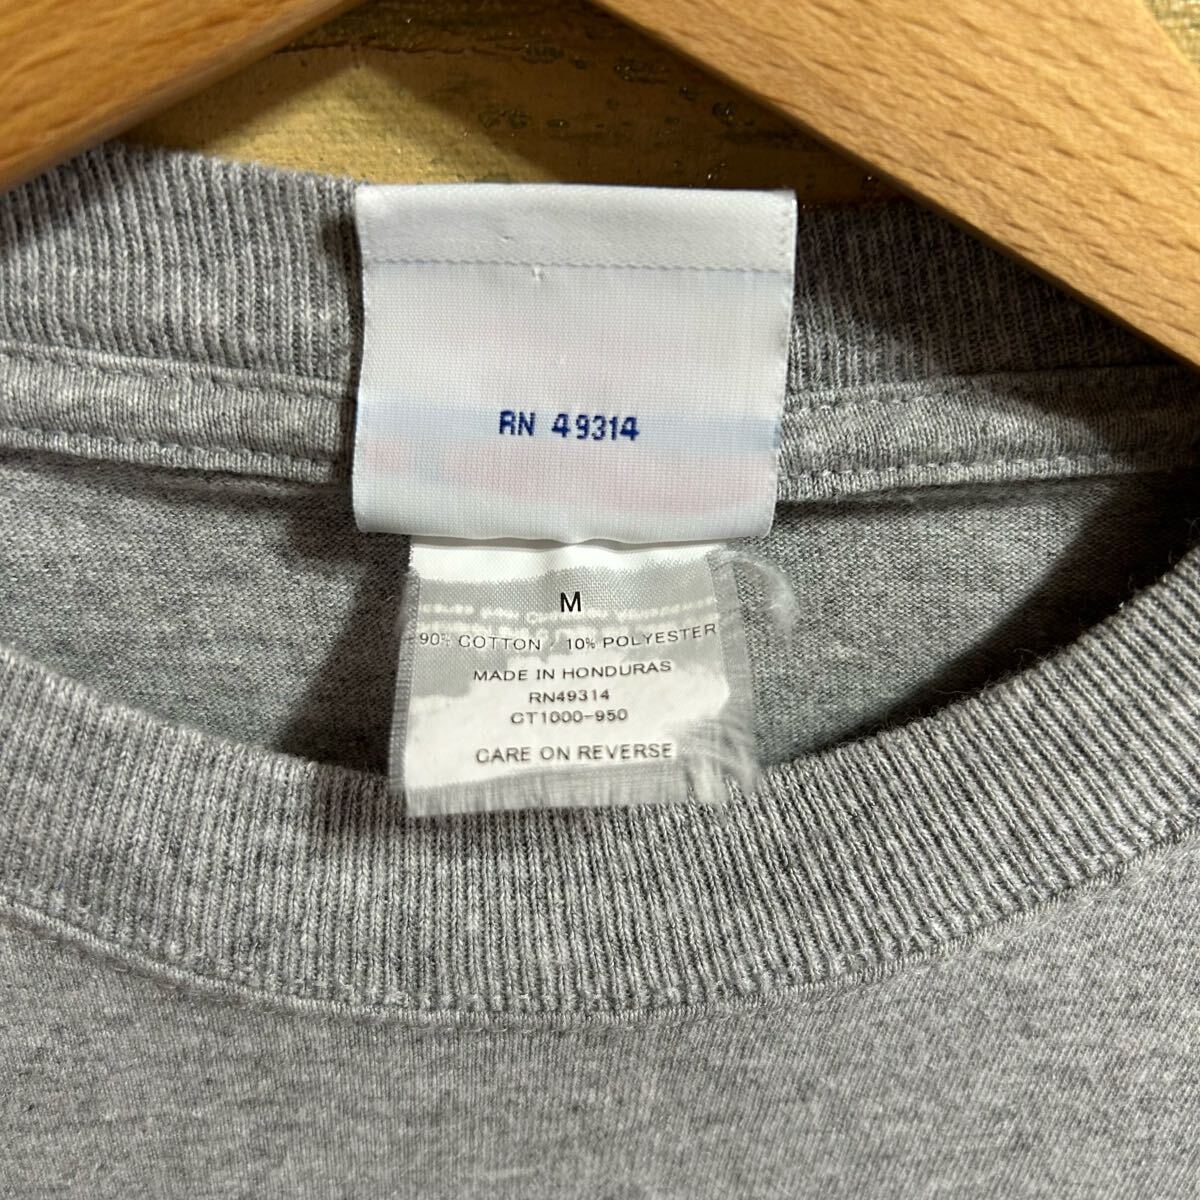 RN 49314
M
90% COTTON 10% POLYESTER
MADE IN HONDURAS
RN49314
CT1000-950
CARE ON REVERSE